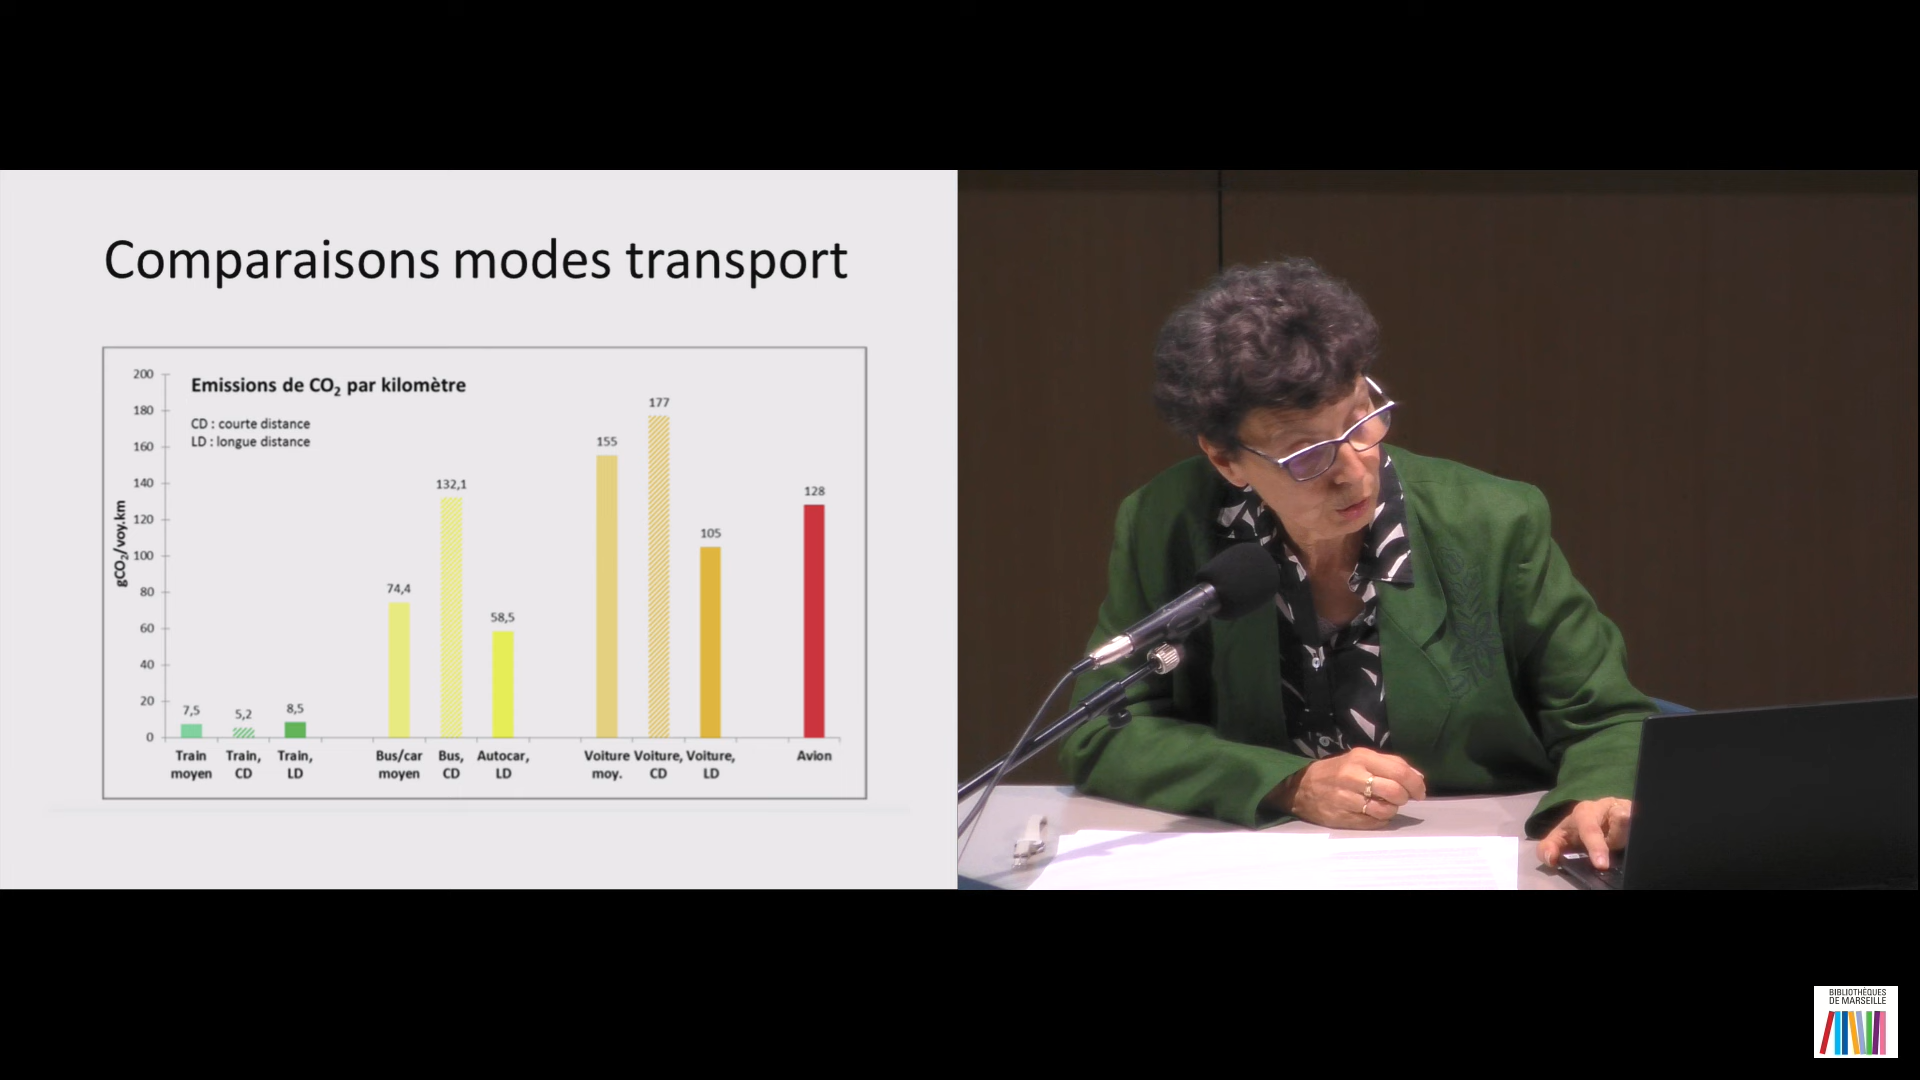 Comparaisons modes transport
Emissions de CO₂ par kilomètre
CD : courte distance
LD : longue distance
gCO₂/voy.km
200
180
160
140
120
100
80
60
40
20
0
7,5
5,2
8,5
74,4
132,1
58,5
155
177
105
128
Train moyen
Train, CD
Train, LD
Bus/car moyen
Bus, CD
Autocar, LD
Voiture moy.
Voiture, CD
Voiture, LD
Avion
BIBLIOTHÈQUES
DE MARSEILLE